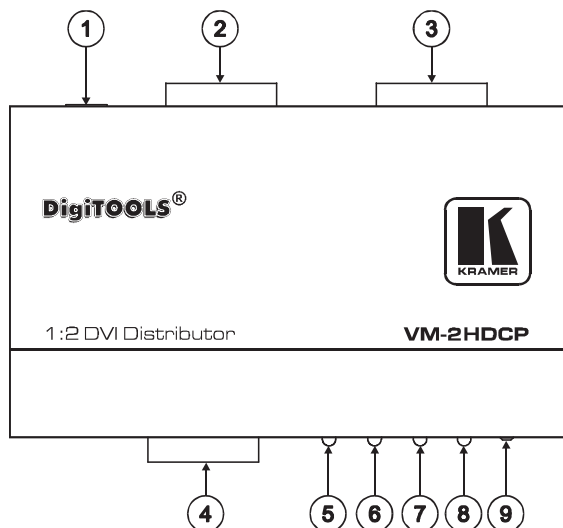 1 2 3
DigiTOOLS®
KRAMER
1:2 DVI Distributor VM-2HDCP
4 5 6 7 8 9